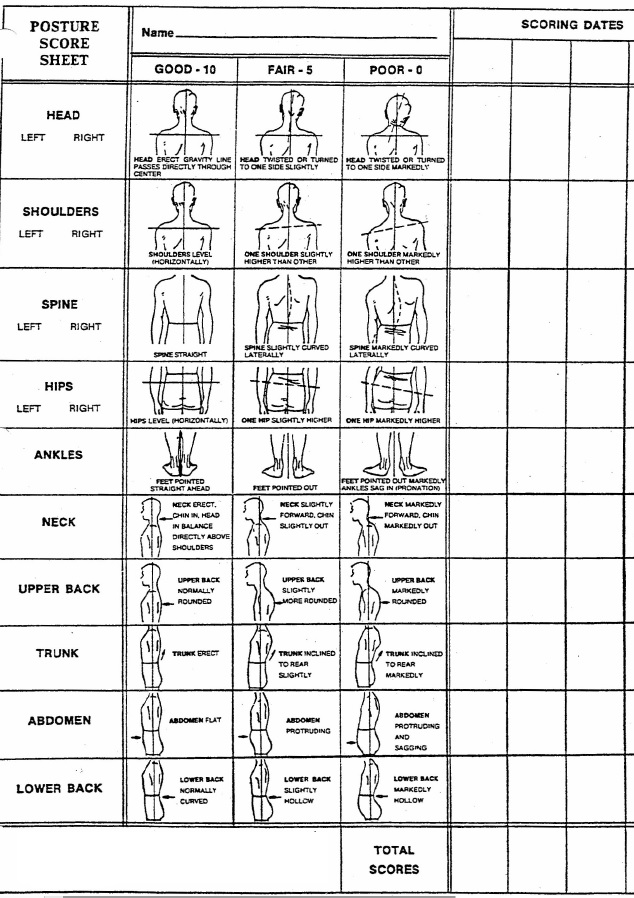 POSTURE
SCORE
SHEET
Name
SCORING DATES
GOOD - 10
FAIR - 5
POOR - 0
HEAD
LEFT RIGHT
HEAD ERECT GRAVITY LINE
PASSES DIRECTLY THROUGH
CENTER
HEAD TWISTED OR TURNED
TO ONE SIDE SLIGHTLY
HEAD TWISTED OR TURNED
TO ONE SIDE MARKEDLY
SHOULDERS
LEFT RIGHT
SHOULDERS LEVEL
(HORIZONTALLY)
ONE SHOULDER SLIGHTLY
HIGHER THAN OTHER
ONE SHOULDER MARKEDLY
HIGHER THAN OTHER
SPINE
LEFT RIGHT
SPINE STRAIGHT
SPINE SLIGHTLY CURVED
LATERALLY
SPINE MARKEDLY CURVED
LATERALLY
HIPS
LEFT RIGHT
HIPS LEVEL (HORIZONTALLY)
ONE HIP SLIGHTLY HIGHER
ONE HIP MARKEDLY HIGHER
ANKLES
FEET POINTED
STRAIGHT AHEAD
FEET POINTED OUT
FEET POINTED OUT MARKEDLY
ANKLES SAG IN (PRONATION)
NECK
NECK ERECT,
CHIN IN, HEAD
IN BALANCE
DIRECTLY ABOVE
SHOULDERS
NECK SLIGHTLY
FORWARD, CHIN
SLIGHTLY OUT
NECK MARKEDLY
FORWARD, CHIN
MARKEDLY OUT
UPPER BACK
UPPER BACK
NORMALLY
ROUNDED
UPPER BACK
SLIGHTLY
MORE ROUNDED
UPPER BACK
MARKEDLY
ROUNDED
TRUNK
TRUNK ERECT
TRUNK INCLINED
TO REAR
SLIGHTLY
TRUNK INCLINED
TO REAR
MARKEDLY
ABDOMEN
ABDOMEN FLAT
ABDOMEN
PROTRUDING
ABDOMEN
PROTRUDING
AND
SAGGING
LOWER BACK
LOWER BACK
NORMALLY
CURVED
LOWER BACK
SLIGHTLY
HOLLOW
LOWER BACK
MARKEDLY
HOLLOW
TOTAL
SCORES